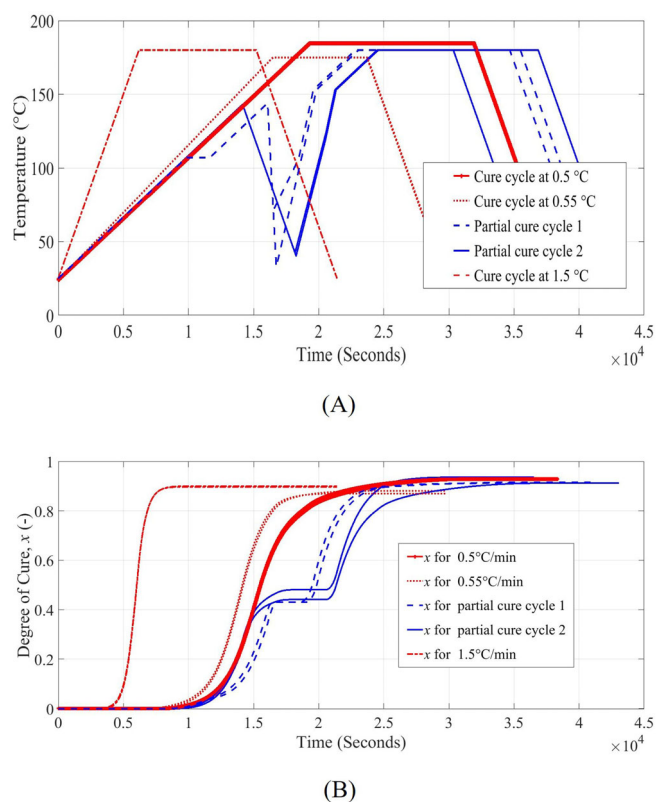 200
150
100
50
0
Temperature (°C)
Cure cycle at 0.5 °C
Cure cycle at 0.55 °C
Partial cure cycle 1
Partial cure cycle 2
Cure cycle at 1.5 °C
0 0.5 1 1.5 2 2.5 3 3.5 4 4.5
Time (Seconds)
×10⁴
(A)
1
0.8
0.6
0.4
0.2
0
Degree of Cure, x (-)
x for 0.5°C/min
x for 0.55°C/min
x for partial cure cycle 1
x for partial cure cycle 2
x for 1.5°C/min
0 0.5 1 1.5 2 2.5 3 3.5 4 4.5
Time (Seconds)
×10⁴
(B)